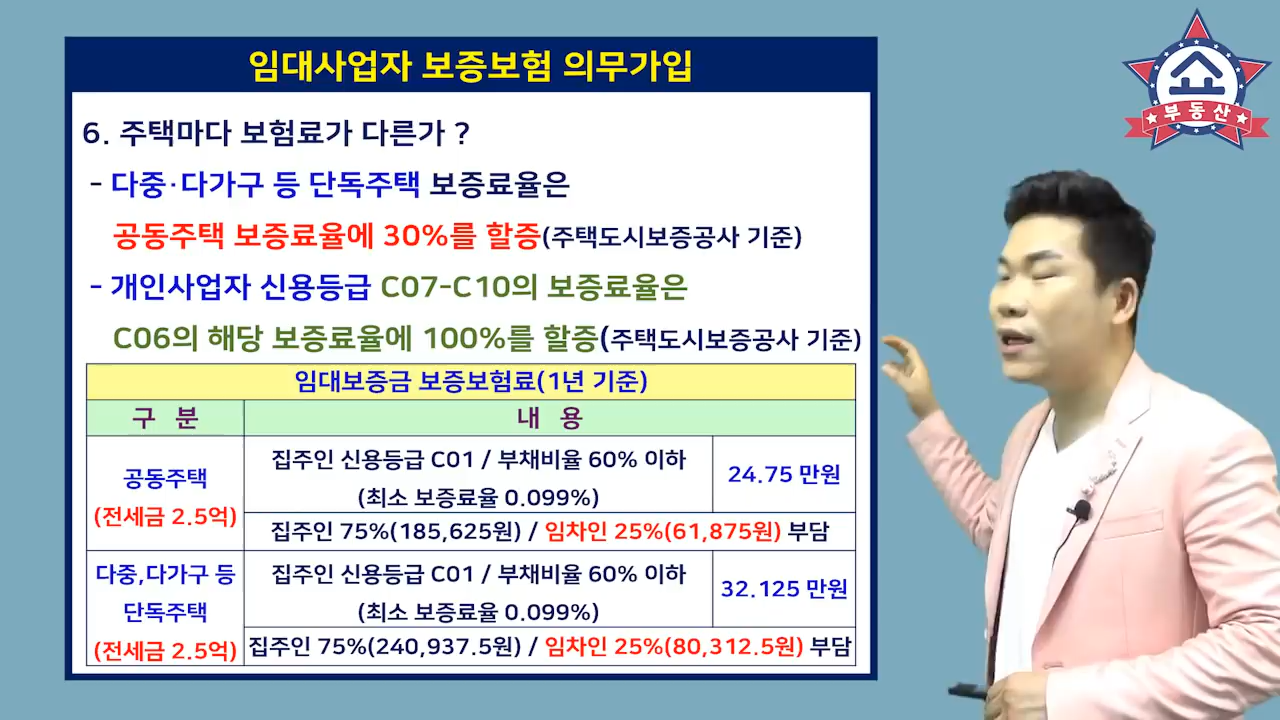 임대사업자 보증보험 의무가입
부동산
6. 주택마다 보험료가 다른가 ?
- 다중·다가구 등 단독주택 보증료율은
공동주택 보증료율에 30%를 할증(주택도시보증공사 기준)
- 개인사업자 신용등급 C07-C10의 보증료율은
C06의 해당 보증료율에 100%를 할증(주택도시보증공사 기준)
임대보증금 보증보험료(1년 기준)
구 분 내 용
공동주택
(전세금 2.5억)
집주인 신용등급 C01 / 부채비율 60% 이하
(최소 보증료율 0.099%)
24.75 만원
집주인 75%(185,625원) / 임차인 25%(61,875원) 부담
다중,다가구 등
단독주택
(전세금 2.5억)
집주인 신용등급 C01 / 부채비율 60% 이하
(최소 보증료율 0.099%)
32.125 만원
집주인 75%(240,937.5원) / 임차인 25%(80,312.5원) 부담